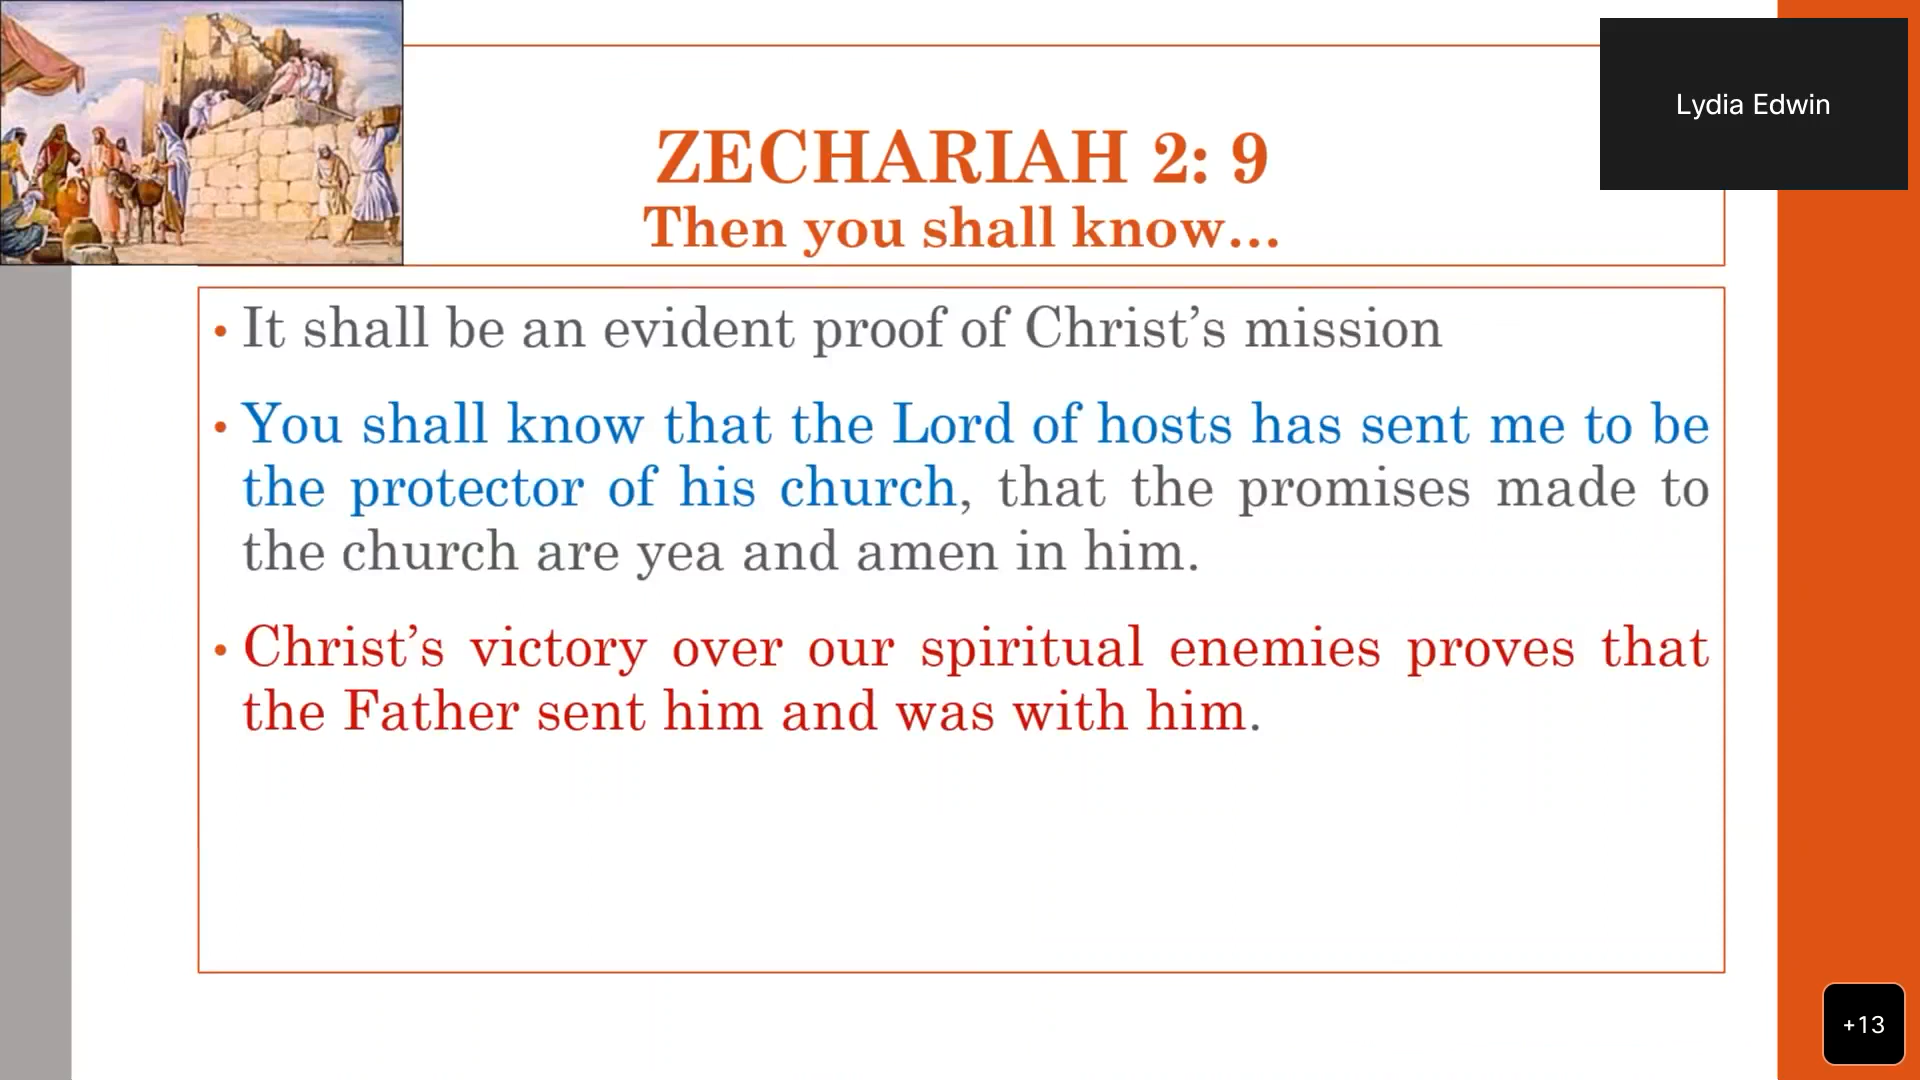 Lydia Edwin
ZECHARIAH 2: 9
Then you shall know...
• It shall be an evident proof of Christ’s mission
• You shall know that the Lord of hosts has sent me to be
the protector of his church, that the promises made to
the church are yea and amen in him.
• Christ’s victory over our spiritual enemies proves that
the Father sent him and was with him.
+13